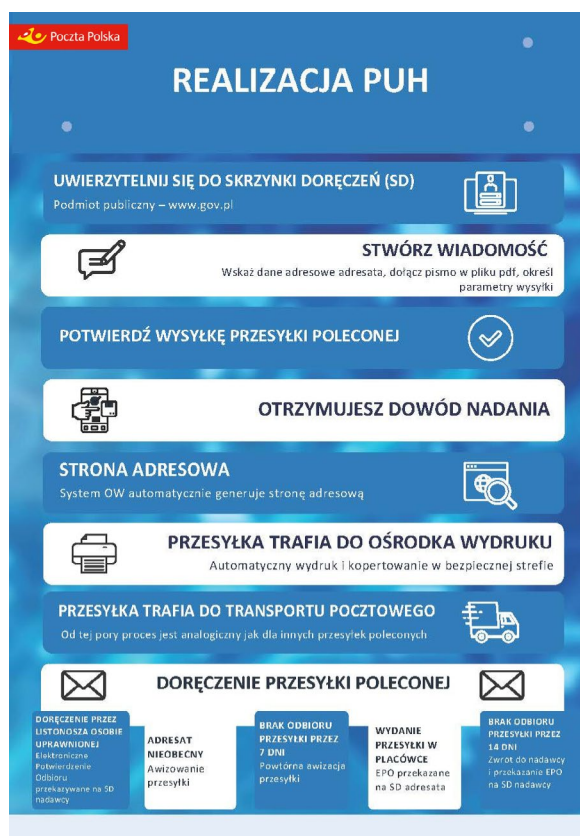 Poczta Polska
REALIZACJA PUH
UWIERZYTELNIJ SIĘ DO SKRZYNKI DORĘCZEŃ (SD)
Podmiot publiczny – www.gov.pl
STWÓRZ WIADOMOŚĆ
Wskaż dane adresowe adresata, dołącz pismo w pliku pdf, określ
parametry wysyłki
POTWIERDŹ WYSYŁKĘ PRZESYŁKI POLECONEJ
OTRZYMUJESZ DOWÓD NADANIA
STRONA ADRESOWA
System OW automatycznie generuje stronę adresową
PRZESYŁKA TRAFIA DO OŚRODKA WYDRUKU
Automatyczny wydruk i kopertowanie w bezpiecznej strefie
PRZESYŁKA TRAFIA DO TRANSPORTU POCZTOWEGO
Od tej pory proces jest analogiczny jak dla innych przesyłek poleconych
DORĘCZENIE PRZESYŁKI POLECONEJ
DORĘCZENIE PRZEZ
LISTONOSZA OSOBIE
UPRAWNIONEJ
Elektroniczne
Potwierdzenie
Odbioru
przekazywane na SD
nadawcy
ADRESAT
NIEOBECNY
Awizowanie
przesyłki
BRAK ODBIORU
PRZESYŁKI PRZEZ
7 DNI
Powtórna awizacja
przesyłki
WYDANIE
PRZESYŁKI W
PLACÓWCE
EPO przekazane
na SD adresata
BRAK ODBIORU
PRZESYŁKI PRZEZ
14 DNI
Zwrot do nadawcy
i przekazanie EPO
na SD nadawcy